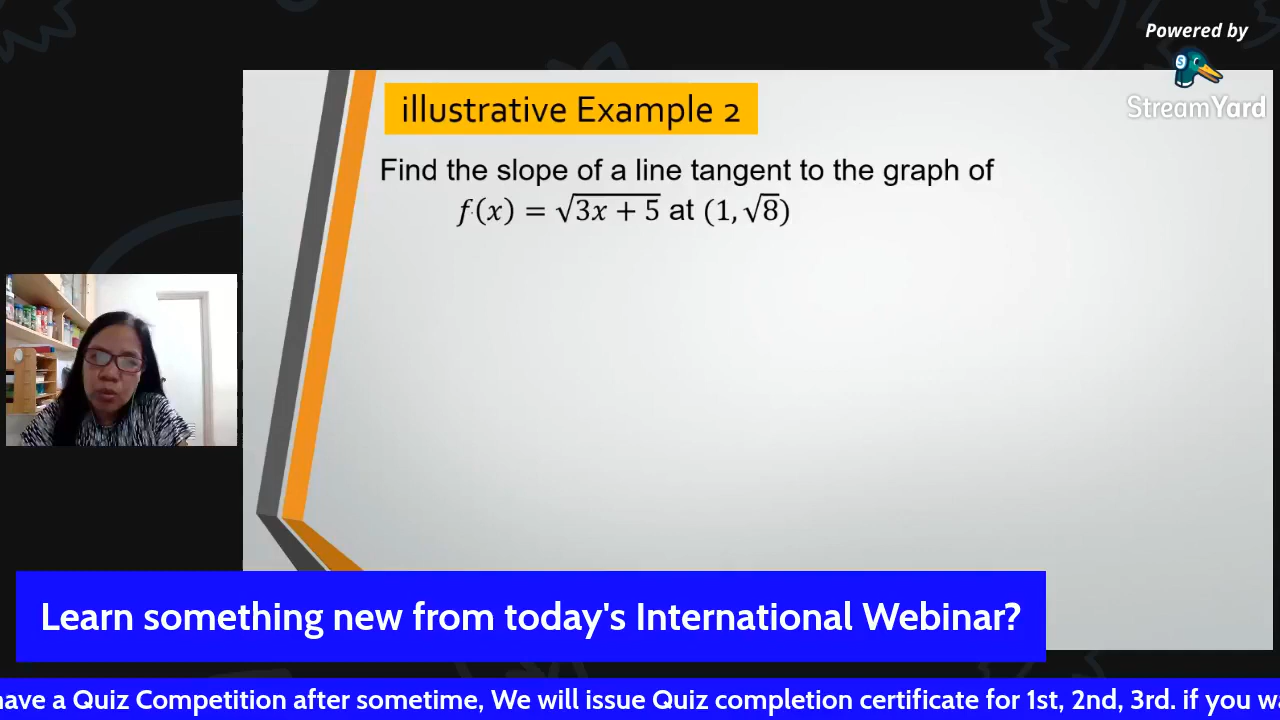 Powered by
StreamYard
illustrative Example 2
Find the slope of a line tangent to the graph of
f(x) = √(3x + 5) at (1, √8)
Learn something new from today's International Webinar?
have a Quiz Competition after sometime, We will issue Quiz completion certificate for 1st, 2nd, 3rd. if you